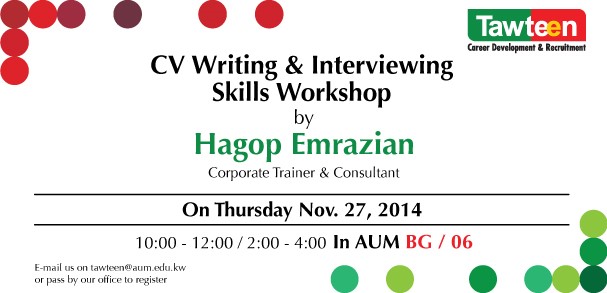 Tawteen
Career Development & Recruitment
CV Writing & Interviewing
Skills Workshop
by
Hagop Emrazian
Corporate Trainer & Consultant
On Thursday Nov. 27, 2014
10:00 - 12:00 / 2:00 - 4:00 In AUM BG / 06
E-mail us on tawteen@aum.edu.kw
or pass by our office to register